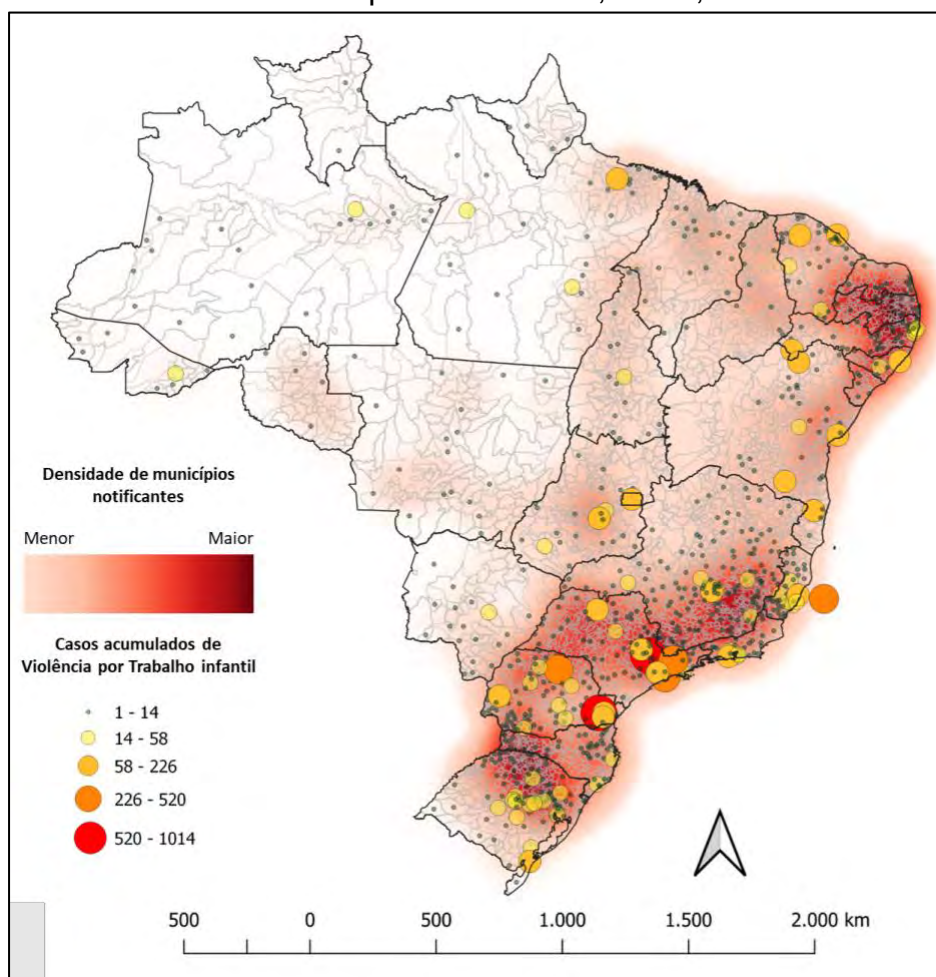 Densidade de municípios
notificantes
Menor Maior
Casos acumulados de
Violência por Trabalho infantil
1 - 14
14 - 58
58 - 226
226 - 520
520 - 1014
500 0 500 1.000 1.500 2.000 km